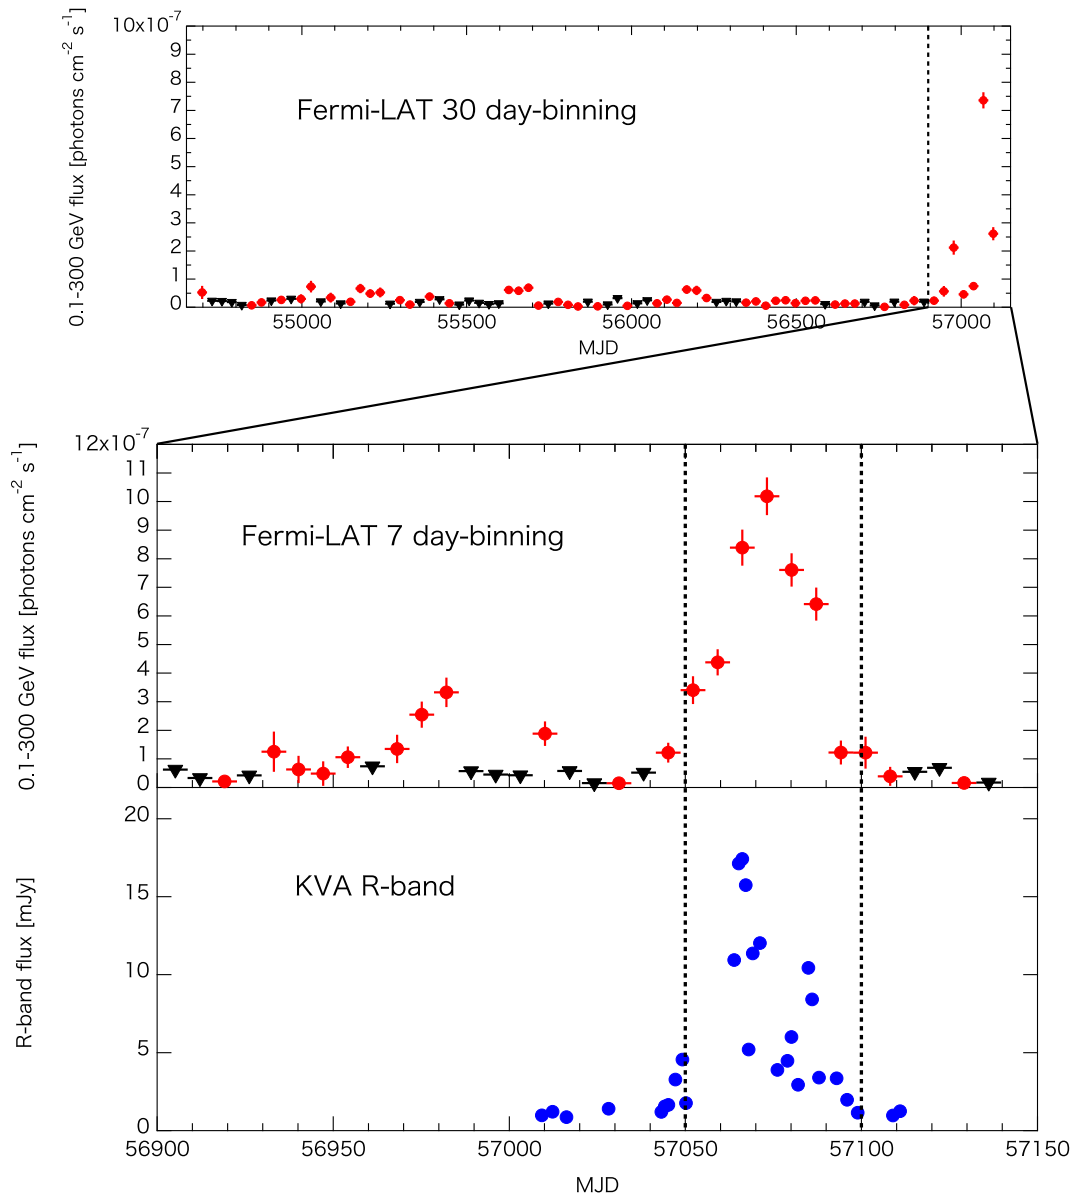 10x10-7
9
8
7
6
5
4
3
2
1
0
0.1-300 GeV flux [photons cm-2 s-1]
Fermi-LAT 30 day-binning
55000 55500 56000 56500 57000
MJD
12x10-7
11
10
9
8
7
6
5
4
3
2
1
0
0.1-300 GeV flux [photons cm-2 s-1]
Fermi-LAT 7 day-binning
20
15
10
5
0
R-band flux [mJy]
KVA R-band
56900 56950 57000 57050 57100 57150
MJD